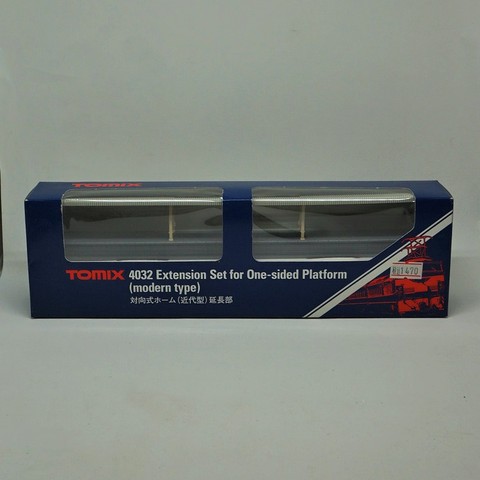 TOMIX
TOMIX 4032 Extension Set for One-sided Platform
(modern type)
対向式ホーム(近代型)延長部